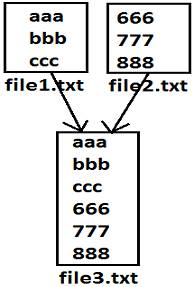 aaa
bbb
ccc
file1.txt
666
777
888
file2.txt
aaa
bbb
ccc
666
777
888
file3.txt